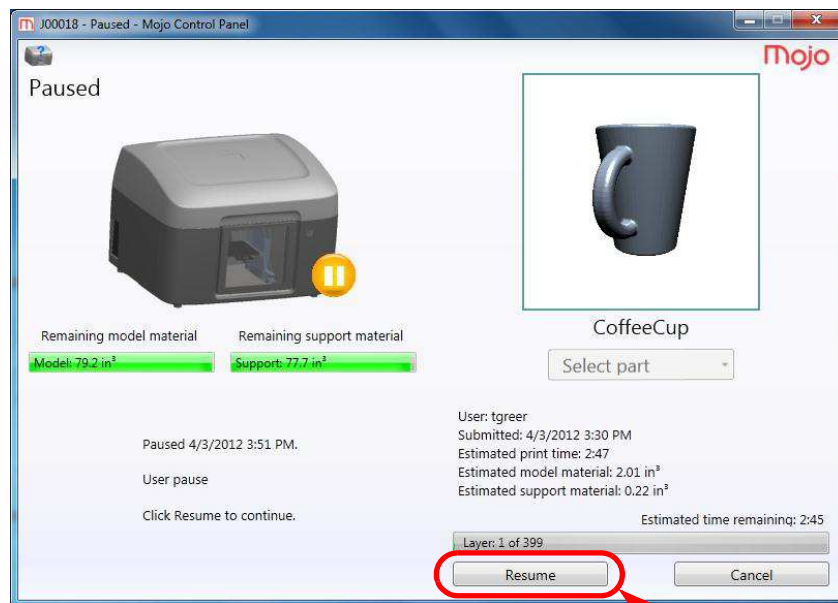 J00018 - Paused - Mojo Control Panel
mojo
Paused
Remaining model material
Remaining support material
Model: 79.2 in³
Support: 77.7 in³
CoffeeCup
Select part
Paused 4/3/2012 3:51 PM.
User pause
Click Resume to continue.
User: tgreer
Submitted: 4/3/2012 3:30 PM
Estimated print time: 2:47
Estimated model material: 2.01 in³
Estimated support material: 0.22 in³
Estimated time remaining: 2:45
Layer: 1 of 399
Resume
Cancel